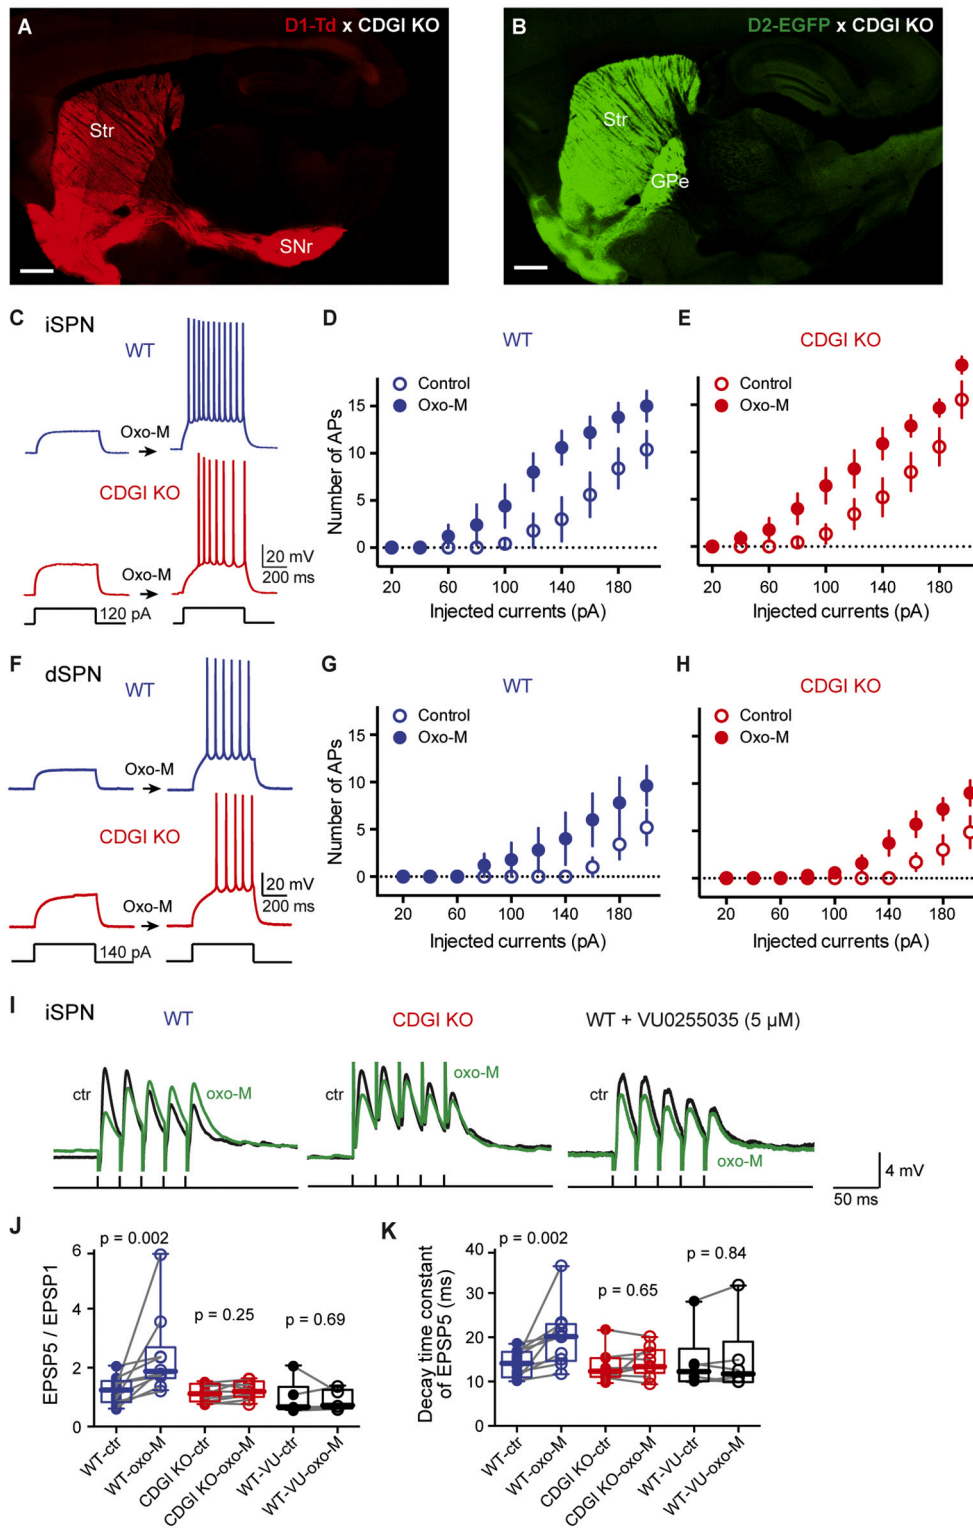 A
D1-Td x CDGI KO
Str
SNr
B
D2-EGFP x CDGI KO
Str
GPe
C
iSPN
WT
Oxo-M
CDGI KO
Oxo-M
20 mV
200 ms
120 pA
D
WT
Control
Oxo-M
Number of APs
15
10
5
0
20 60 100 140 180
Injected currents (pA)
E
CDGI KO
Control
Oxo-M
20 60 100 140 180
Injected currents (pA)
F
dSPN
WT
Oxo-M
CDGI KO
Oxo-M
20 mV
200 ms
140 pA
G
WT
Control
Oxo-M
Number of APs
15
10
5
0
20 60 100 140 180
Injected currents (pA)
H
CDGI KO
Control
Oxo-M
20 60 100 140 180
Injected currents (pA)
I
iSPN
WT
ctr
oxo-M
CDGI KO
ctr
oxo-M
WT + VU0255035 (5 µM)
ctr
oxo-M
4 mV
50 ms
J
p = 0.002
p = 0.25
p = 0.69
EPSP5 / EPSP1
6
4
2
0
WT-ctr
WT-oxo-M
CDGI KO-ctr
CDGI KO-oxo-M
WT-VU-ctr
WT-VU-oxo-M
K
p = 0.002
p = 0.65
p = 0.84
Decay time constant
of EPSP5 (ms)
40
30
20
10
0
WT-ctr
WT-oxo-M
CDGI KO-ctr
CDGI KO-oxo-M
WT-VU-ctr
WT-VU-oxo-M